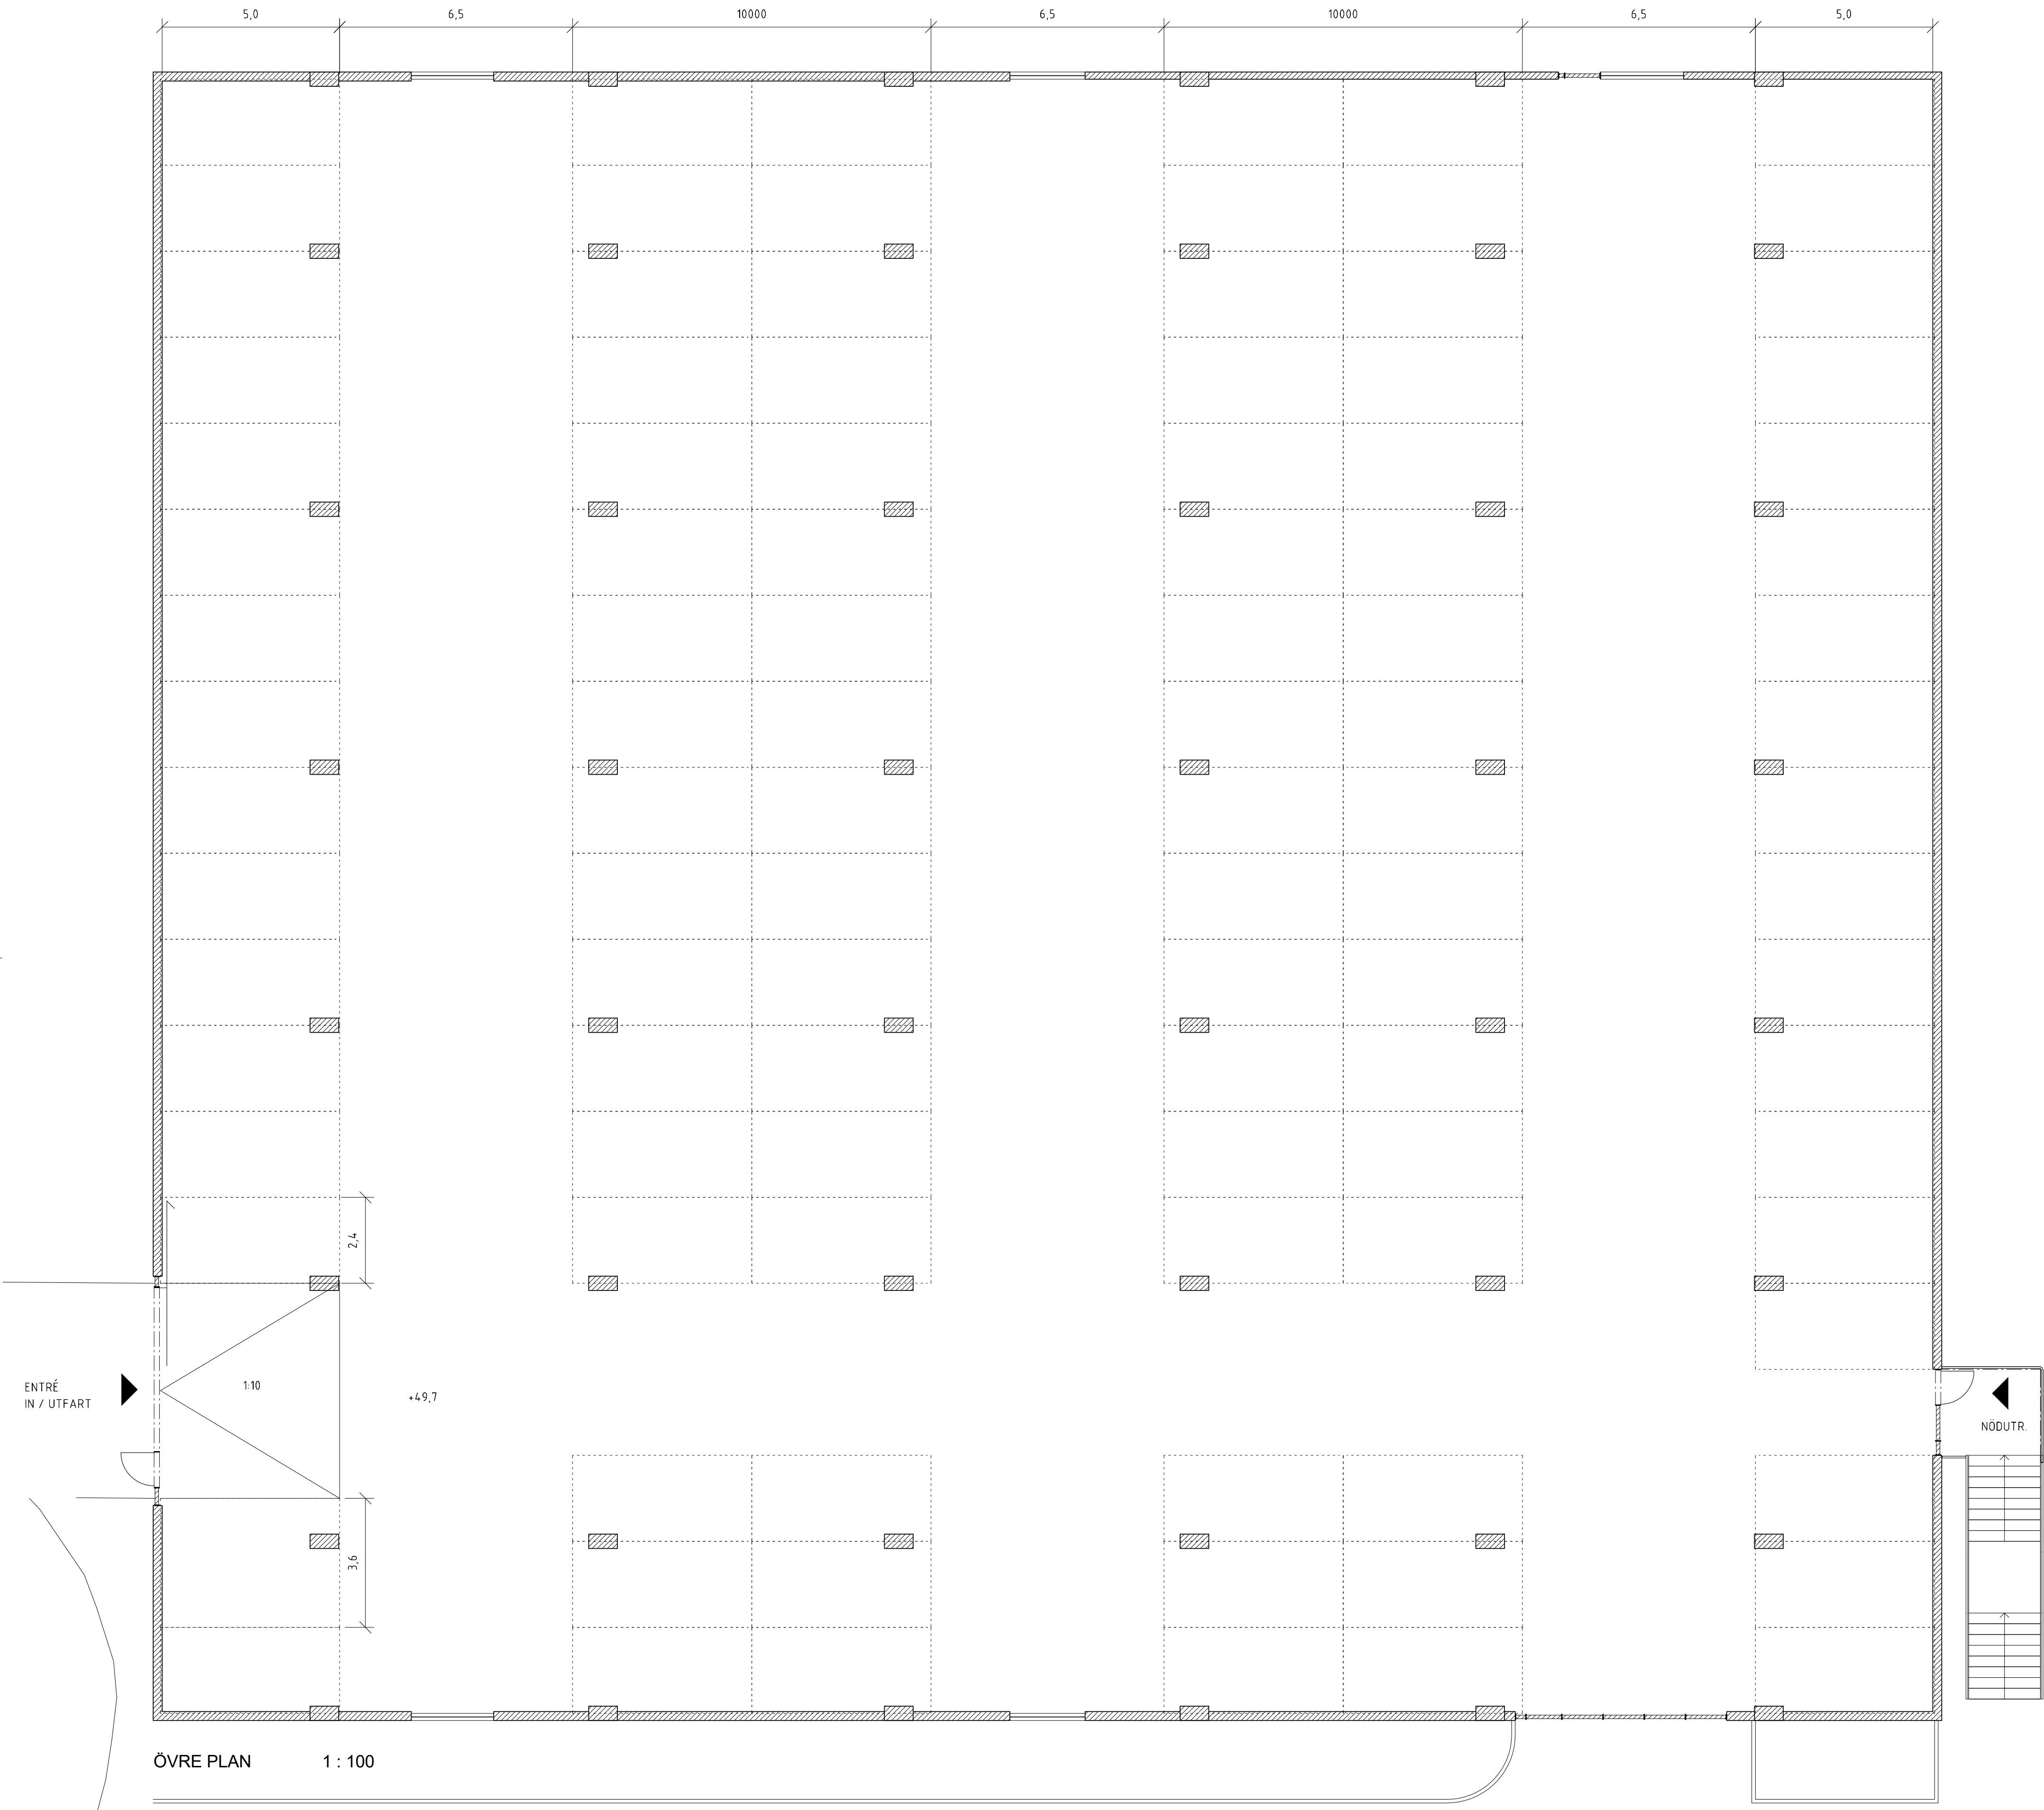 5,0
6,5
10000
6,5
10000
6,5
5,0
2,4
ENTRÉ
IN / UTFART
1:10
+49,7
NÖDUTR.
3,6
ÖVRE PLAN 1 : 100